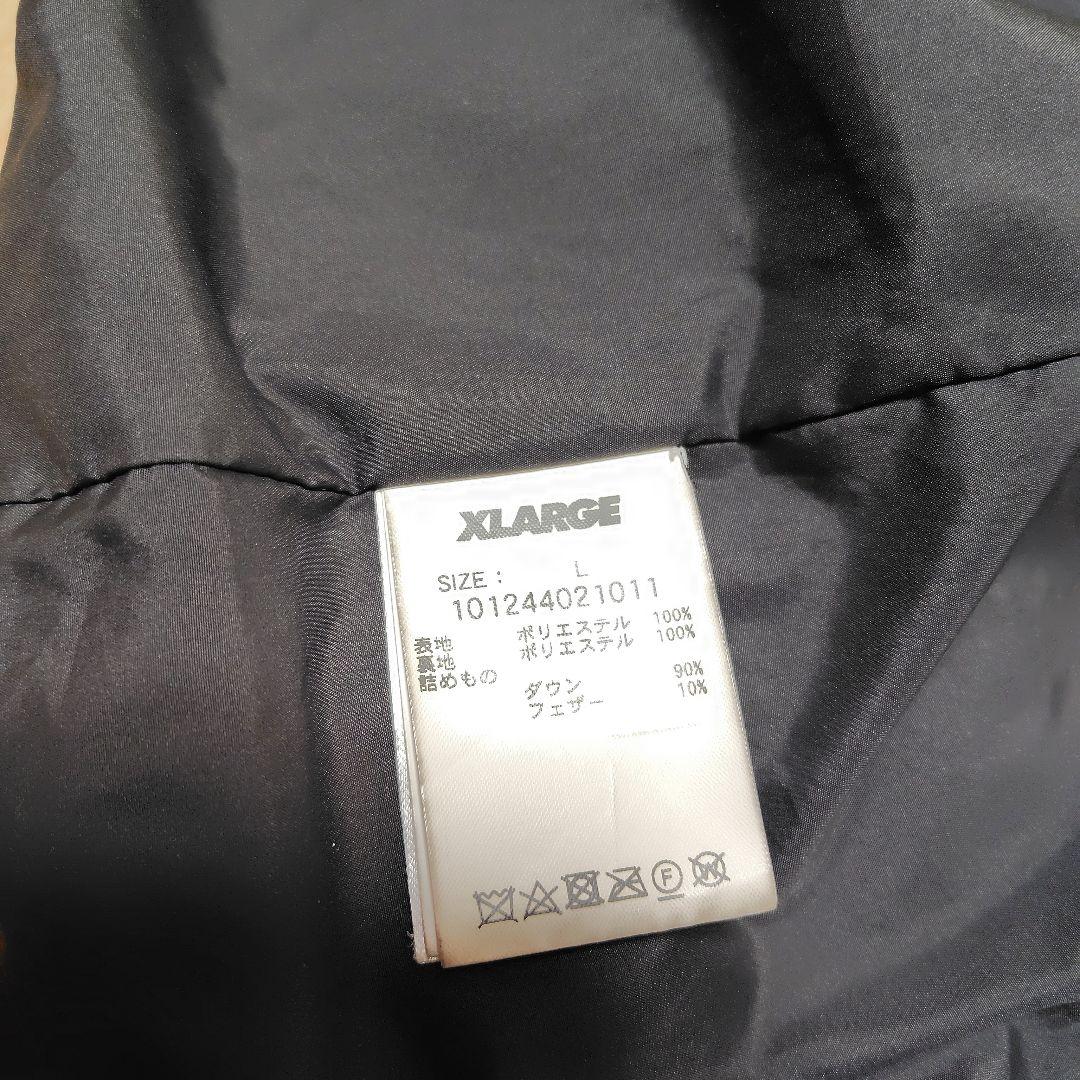 XLARGE
SIZE : L
101244021011
表地 ポリエステル 100%
裏地 ポリエステル 100%
詰めもの ダウン 90%
フェザー 10%
F
W